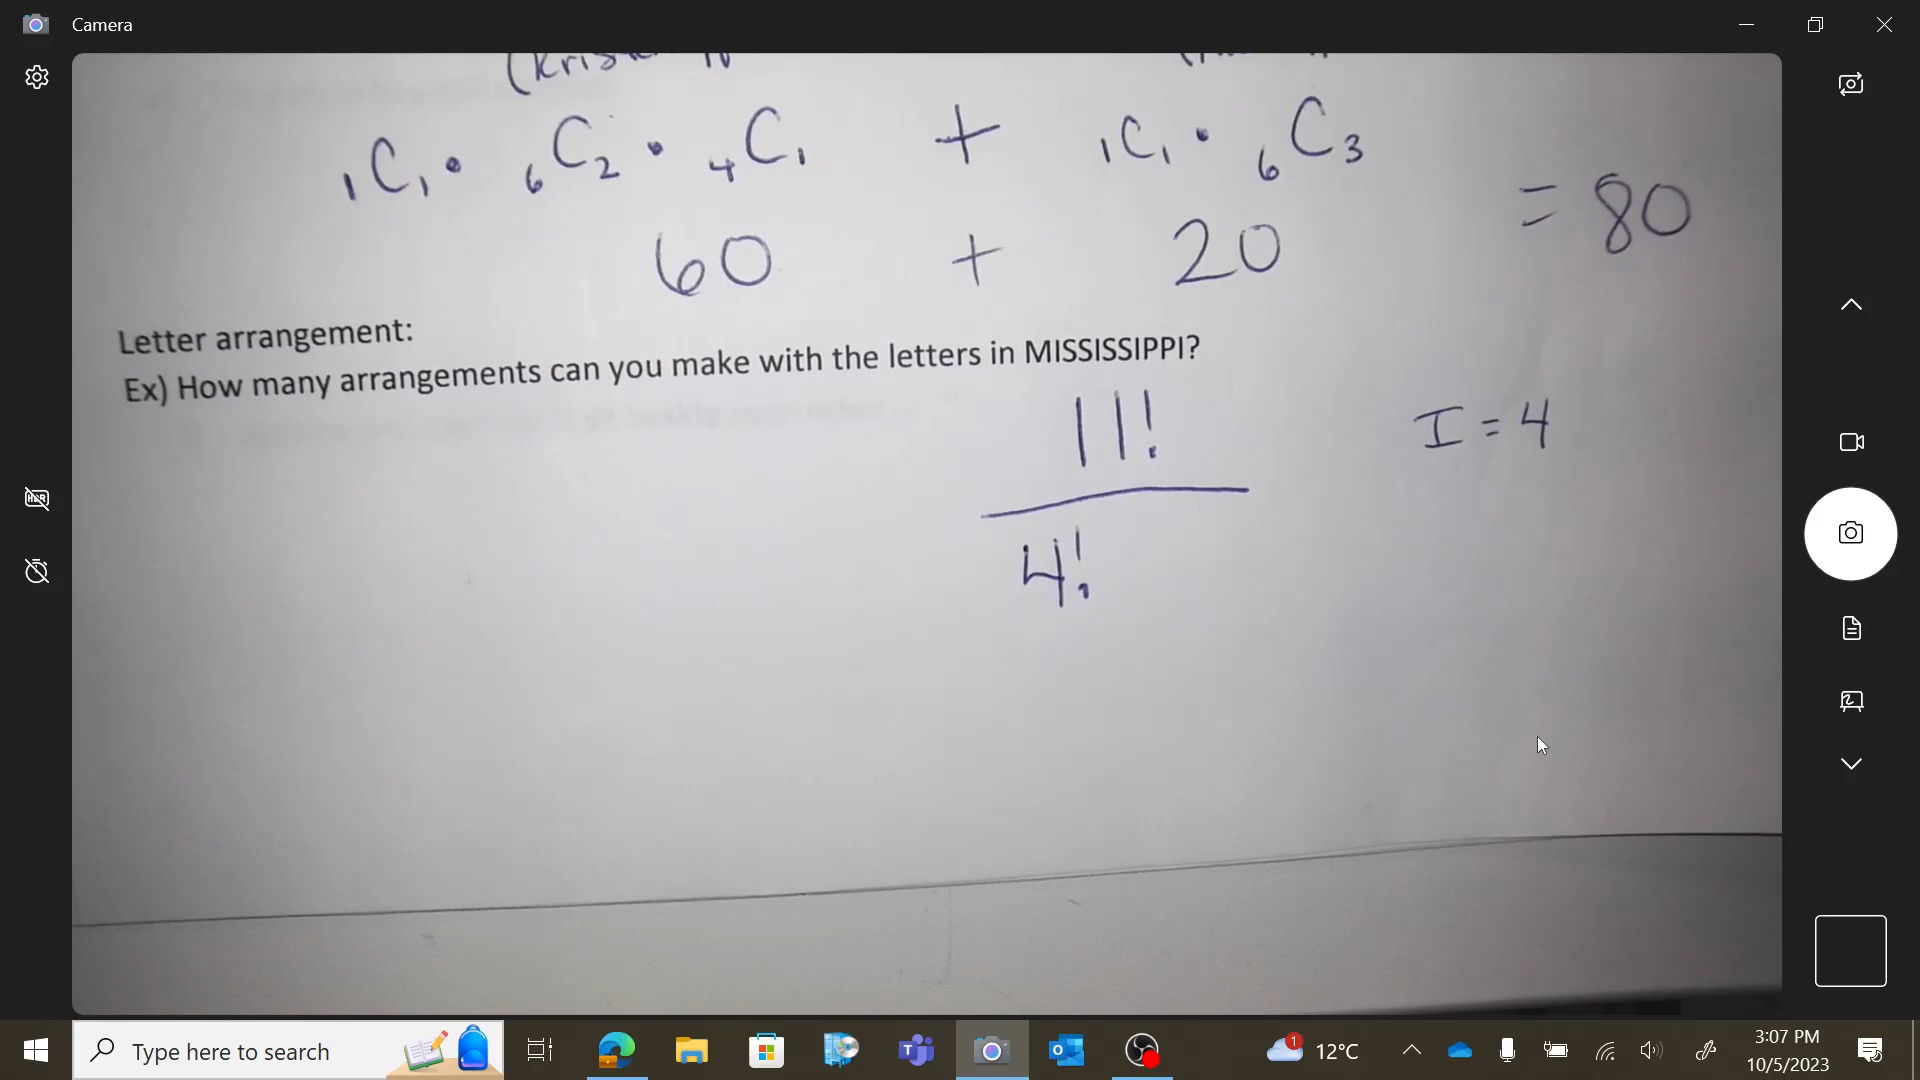 Camera
₁C₁ · ₆C₂ · ₄C₁ + ₁C₁ · ₆C₃
60 + 20 = 80
Letter arrangement:
Ex) How many arrangements can you make with the letters in MISSISSIPPI?
11!
4!
I = 4
Type here to search
1
12°C
3:07 PM
10/5/2023